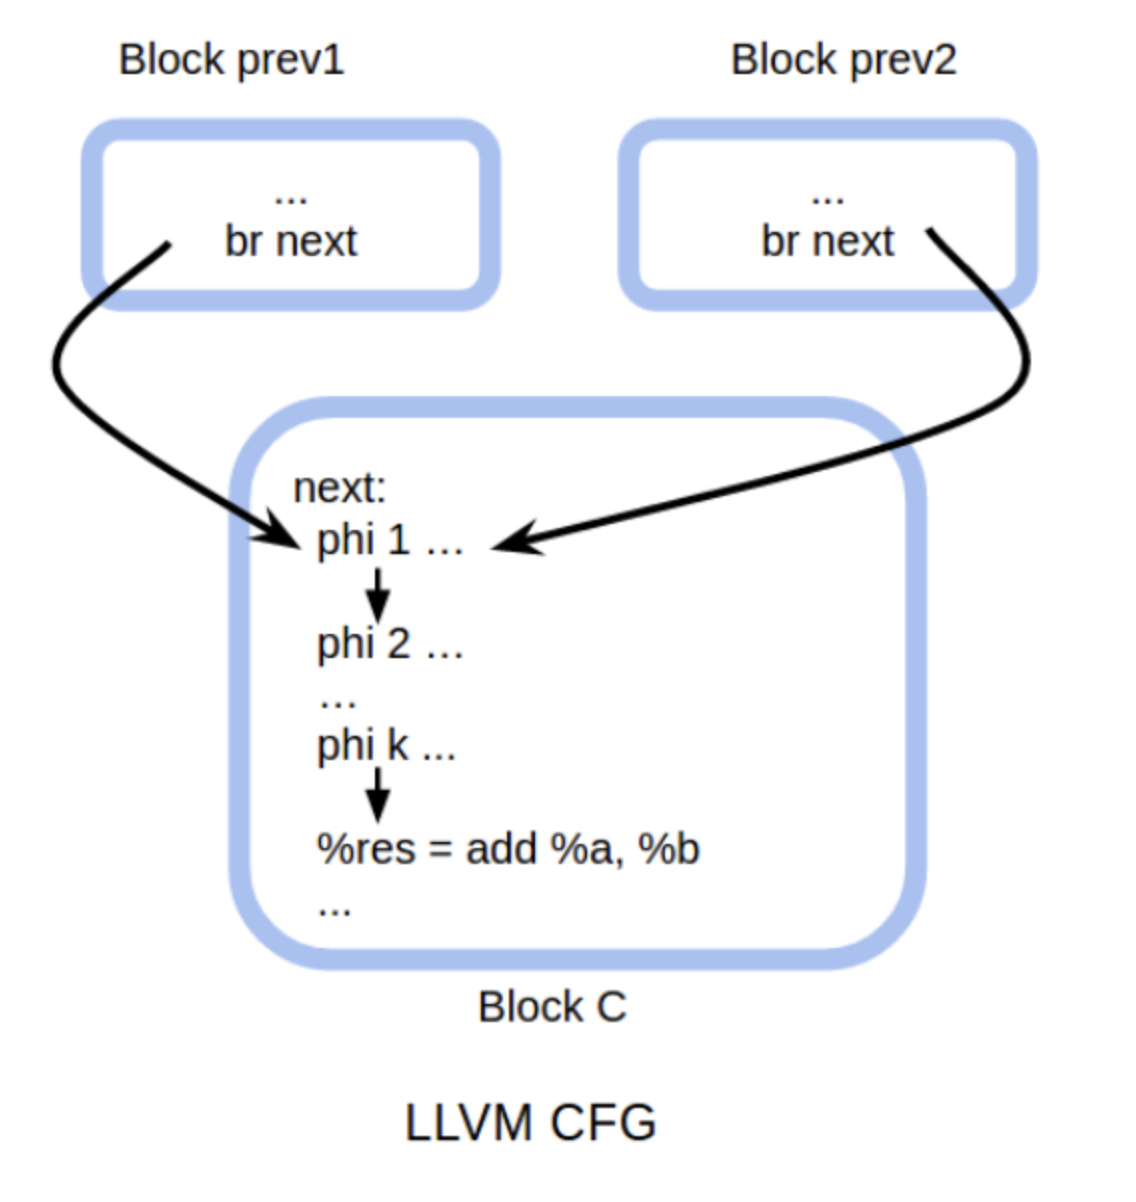 Block prev1
Block prev2
...
br next
...
br next
next:
phi 1 ...
phi 2 ...
...
phi k ...
%res = add %a, %b
...
Block C
LLVM CFG